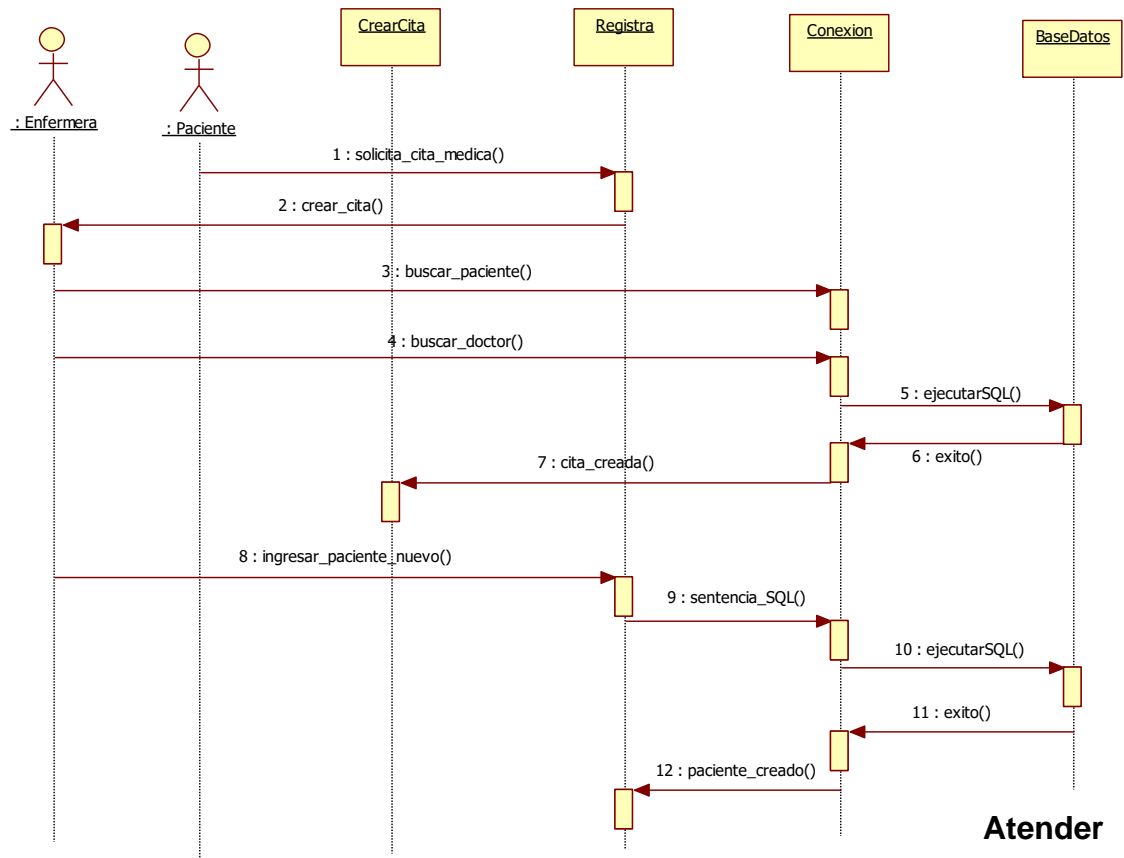 CrearCita
Registra
Conexion
BaseDatos
: Enfermera
: Paciente
1 : solicita_cita_medica()
2 : crear_cita()
3 : buscar_paciente()
4 : buscar_doctor()
5 : ejecutarSQL()
6 : exito()
7 : cita_creada()
8 : ingresar_paciente_nuevo()
9 : sentencia_SQL()
10 : ejecutarSQL()
11 : exito()
12 : paciente_creado()
Atender